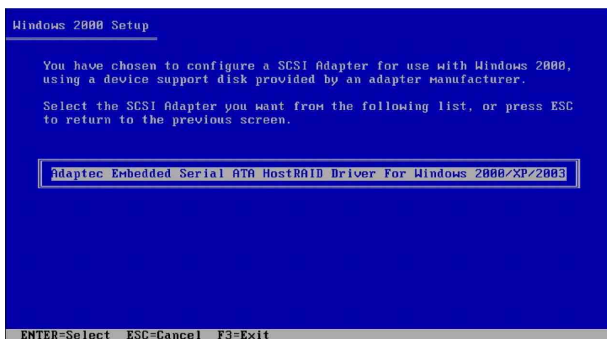 Windows 2000 Setup
You have chosen to configure a SCSI Adapter for use with Windows 2000,
using a device support disk provided by an adapter manufacturer.
Select the SCSI Adapter you want from the following list, or press ESC
to return to the previous screen.
Adaptec Embedded Serial ATA HostRAID Driver For Windows 2000/XP/2003
ENTER=Select ESC=Cancel F3=Exit